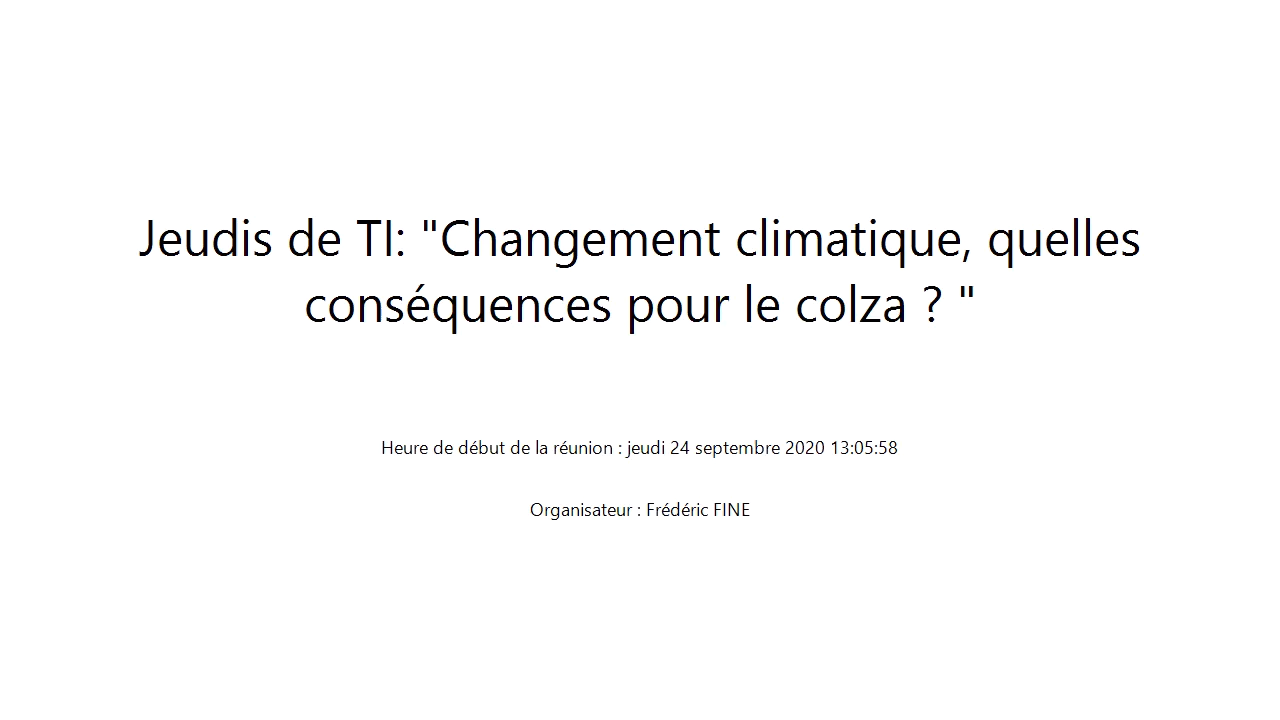 Jeudis de TI: "Changement climatique, quelles
conséquences pour le colza ? "
Heure de début de la réunion : jeudi 24 septembre 2020 13:05:58
Organisateur : Frédéric FINE